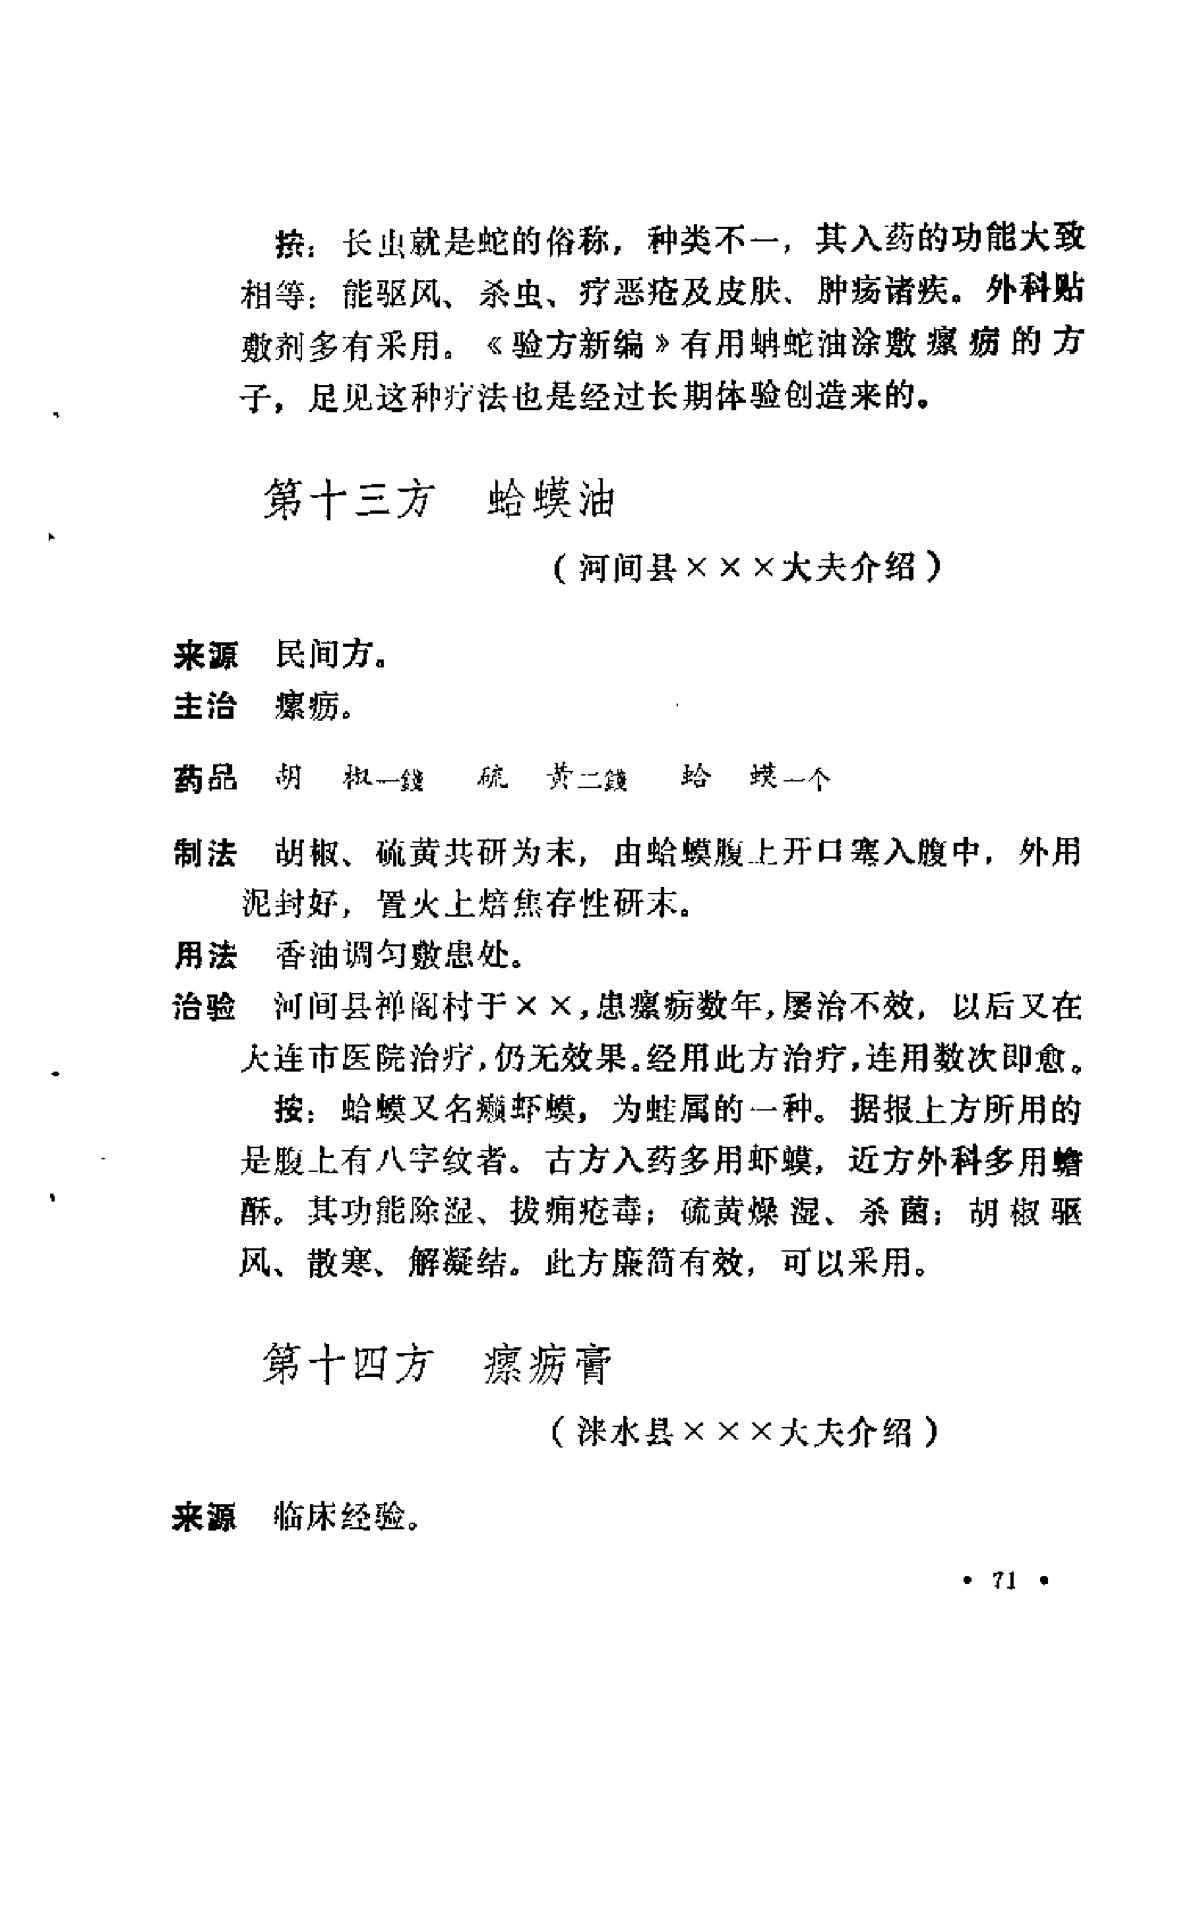 按：长虫就是蛇的俗称，种类不一，其入药的功能大致
相等：能驱风、杀虫、疗恶疮及皮肤、肿疡诸疾。外科贴
敷剂多有采用。《验方新编》有用蚺蛇油涂敷瘰疬的方
子，足见这种疗法也是经过长期体验创造来的。
第十三方　蛤蟆油
（河间县×××大夫介绍）
来源　民间方。
主治　瘰疬。
药品　胡　椒一錢　硫　黄二錢　蛤　蟆一个
制法　胡椒、硫黄共研为末，由蛤蟆腹上开口塞入腹中，外用
泥封好，置火上焙焦存性研末。
用法　香油调匀敷患处。
治验　河间县禅阁村于××，患瘰疬数年，屡治不效，以后又在
大连市医院治疗，仍无效果。经用此方治疗，连用数次即愈。
按：蛤蟆又名癞虾蟆，为蛙属的一种。据报上方所用的
是腹上有八字纹者。古方入药多用虾蟆，近方外科多用蟾
酥。其功能除湿、拔痈疮毒；硫黄燥湿、杀菌；胡椒驱
风、散寒、解凝结。此方廉简有效，可以采用。
第十四方　瘰疬膏
（涞水县×××大夫介绍）
来源　临床经验。
• 71 •